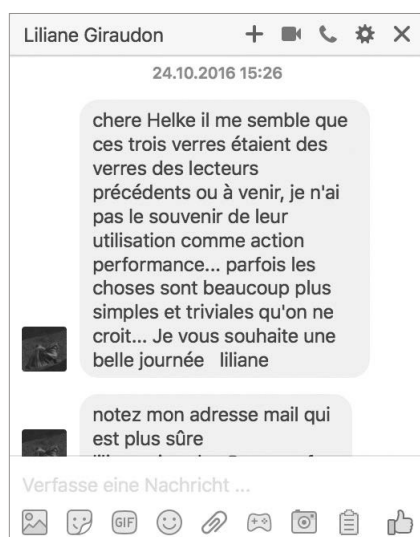 Liliane Giraudon
24.10.2016 15:26
chere Helke il me semble que
ces trois verres étaient des
verres des lecteurs
précédents ou à venir, je n'ai
pas le souvenir de leur
utilisation comme action
performance... parfois les
choses sont beaucoup plus
simples et triviales qu'on ne
croit... Je vous souhaite une
belle journée liliane
notez mon adresse mail qui
est plus sûre
Verfasse eine Nachricht ...
GIF